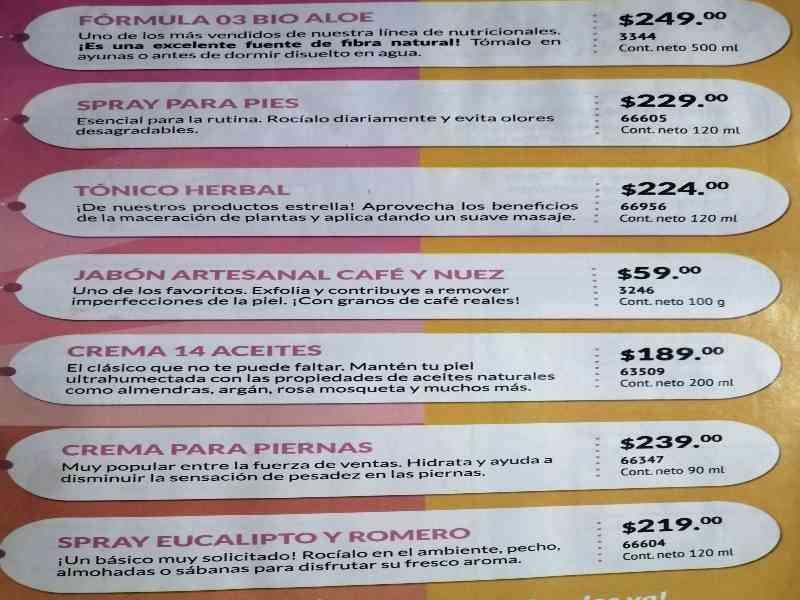 FÓRMULA 03 BIO ALOE
Uno de los más vendidos de nuestra línea de nutricionales.
¡Es una excelente fuente de fibra natural! Tómalo en
ayunas o antes de dormir disuelto en agua.
$249.00
3344
Cont. neto 500 ml
SPRAY PARA PIES
Esencial para la rutina. Rocíalo diariamente y evita olores
desagradables.
$229.00
66605
Cont. neto 120 ml
TÓNICO HERBAL
¡De nuestros productos estrella! Aprovecha los beneficios
de la maceración de plantas y aplica dando un suave masaje.
$224.00
66956
Cont. neto 120 ml
JABÓN ARTESANAL CAFÉ Y NUEZ
Uno de los favoritos. Exfolia y contribuye a remover
imperfecciones de la piel. ¡Con granos de café reales!
$59.00
3246
Cont. neto 100 g
CREMA 14 ACEITES
El clásico que no te puede faltar. Mantén tu piel
ultrahumectada con las propiedades de aceites naturales
como almendras, argán, rosa mosqueta y muchos más.
$189.00
63509
Cont. neto 200 ml
CREMA PARA PIERNAS
Muy popular entre la fuerza de ventas. Hidrata y ayuda a
disminuir la sensación de pesadez en las piernas.
$239.00
66347
Cont. neto 90 ml
SPRAY EUCALIPTO Y ROMERO
¡Un básico muy solicitado! Rocíalo en el ambiente, pecho,
almohadas o sábanas para disfrutar su fresco aroma.
$219.00
66604
Cont. neto 120 ml
ya!